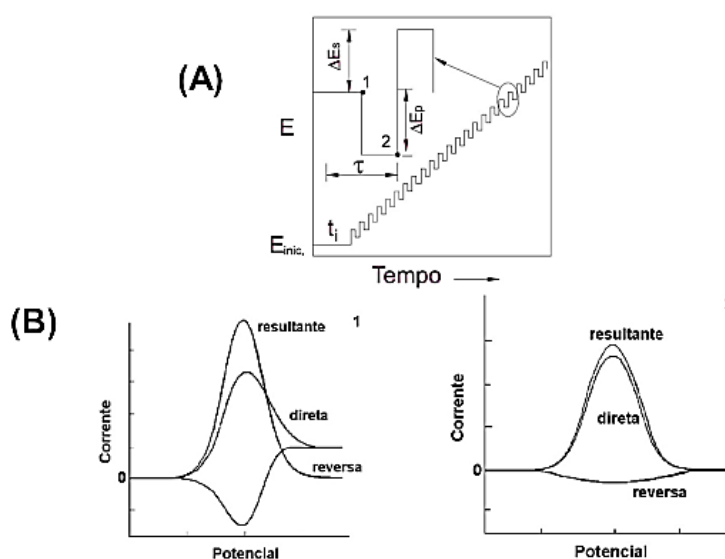 (A)
ΔEs
1
E
2
ΔEp
τ
ti
Einic,
Tempo
(B)
resultante
1
direta
reversa
Corrente
0
Potencial
resultante
direta
reversa
Corrente
0
Potencial